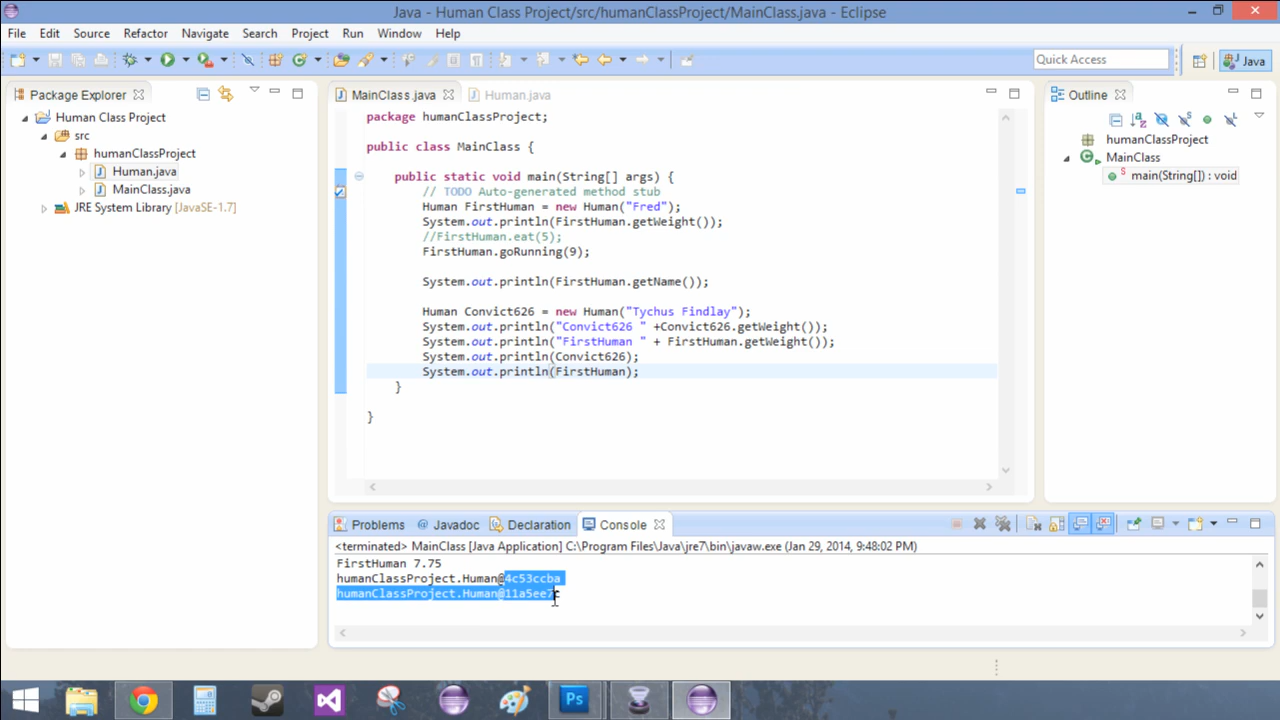 Java - Human Class Project/src/humanClassProject/MainClass.java - Eclipse
File Edit Source Refactor Navigate Search Project Run Window Help
Quick Access
Java
Package Explorer
Human Class Project
src
humanClassProject
Human.java
MainClass.java
JRE System Library [JavaSE-1.7]
MainClass.java Human.java
package humanClassProject;
public class MainClass {
public static void main(String[] args) {
// TODO Auto-generated method stub
Human FirstHuman = new Human("Fred");
System.out.println(FirstHuman.getWeight());
//FirstHuman.eat(5);
FirstHuman.goRunning(9);
System.out.println(FirstHuman.getName());
Human Convict626 = new Human("Tychus Findlay");
System.out.println("Convict626 " +Convict626.getWeight());
System.out.println("FirstHuman " + FirstHuman.getWeight());
System.out.println(Convict626);
System.out.println(FirstHuman);
}
}
Outline
humanClassProject
MainClass
main(String[]) : void
Problems @ Javadoc Declaration Console
<terminated> MainClass [Java Application] C:\Program Files\Java\jre7\bin\javaw.exe (Jan 29, 2014, 9:48:02 PM)
FirstHuman 7.75
humanClassProject.Human@4c53ccba
humanClassProject.Human@11a5ee7c
Ps